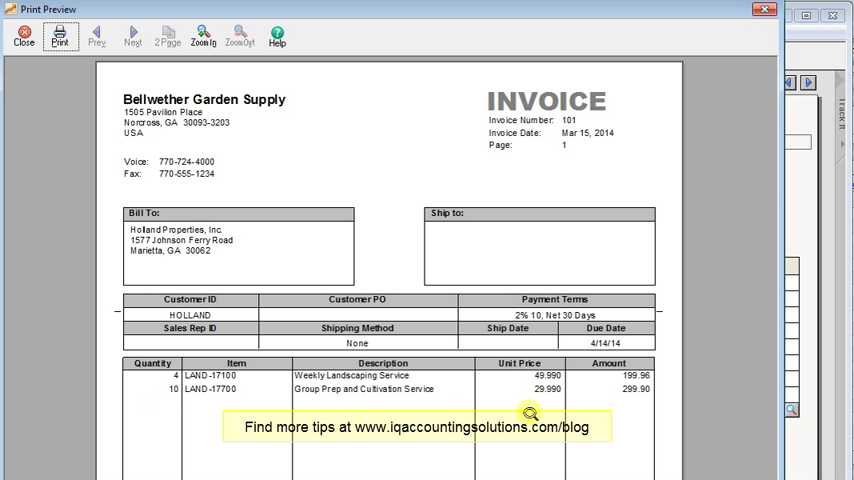 Print Preview
Close
Print
Prev
Next
2 Page
Zoom In
Zoom Out
Help
Track it
Bellwether Garden Supply
1505 Pavilion Place
Norcross, GA 30093-3203
USA
Voice: 770-724-4000
Fax: 770-555-1234
INVOICE
Invoice Number: 101
Invoice Date: Mar 15, 2014
Page: 1
Bill To:
Holland Properties, Inc.
1577 Johnson Ferry Road
Marietta, GA 30062
Ship to:
Customer ID Customer PO Payment Terms
HOLLAND 2% 10, Net 30 Days
Sales Rep ID Shipping Method Ship Date Due Date
None 4/14/14
Quantity Item Description Unit Price Amount
4 LAND-17100 Weekly Landscaping Service 49.990 199.96
10 LAND-17700 Group Prep and Cultivation Service 29.990 299.90
Find more tips at www.iqaccountingsolutions.com/blog